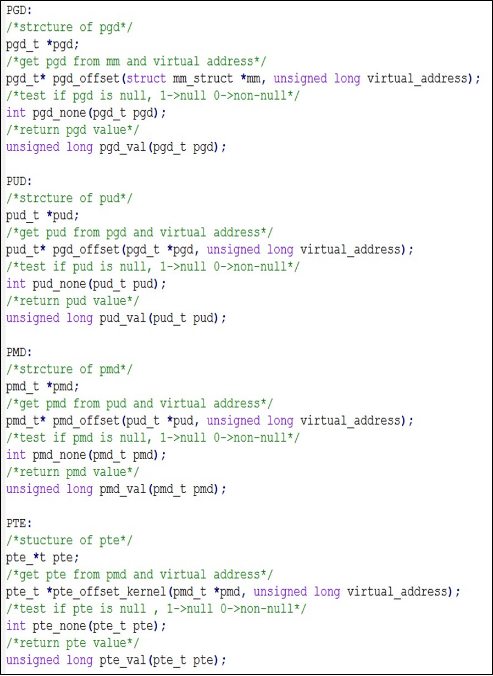 PGD:
/*strcture of pgd*/
pgd_t *pgd;
/*get pgd from mm and virtual address*/
pgd_t* pgd_offset(struct mm_struct *mm, unsigned long virtual_address);
/*test if pgd is null, 1->null 0->non-null*/
int pgd_none(pgd_t pgd);
/*return pgd value*/
unsigned long pgd_val(pgd_t pgd);
PUD:
/*strcture of pud*/
pud_t *pud;
/*get pud from pgd and virtual address*/
pud_t* pgd_offset(pgd_t *pgd, unsigned long virtual_address);
/*test if pud is null, 1->null 0->non-null*/
int pud_none(pud_t pud);
/*return pud value*/
unsigned long pud_val(pud_t pud);
PMD:
/*strcture of pmd*/
pmd_t *pmd;
/*get pmd from pud and virtual address*/
pmd_t* pmd_offset(pud_t *pud, unsigned long virtual_address);
/*test if pmd is null, 1->null 0->non-null*/
int pmd_none(pmd_t pmd);
/*return pmd value*/
unsigned long pmd_val(pmd_t pmd);
PTE:
/*stucture of pte*/
pte_*t pte;
/*get pte from pmd and virtual address*/
pte_t *pte_offset_kernel(pmd_t *pmd, unsigned long virtual_address);
/*test if pte is null , 1->null 0->non-null*/
int pte_none(pte_t pte);
/*return pte value*/
unsigned long pte_val(pte_t pte);